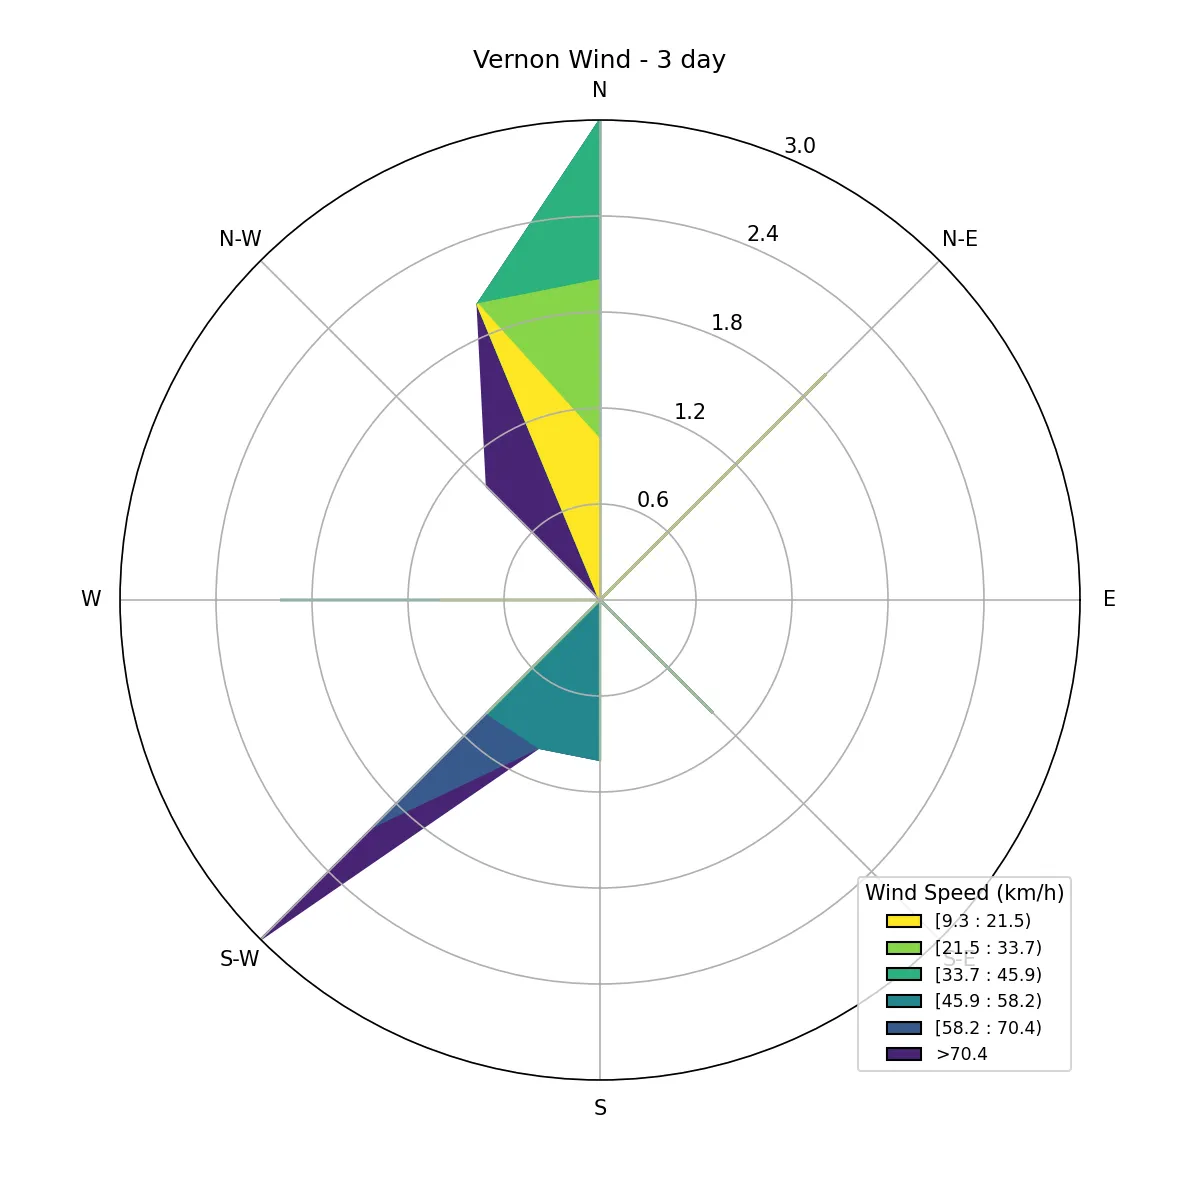 Vernon Wind - 3 day
N
3.0
N-W
2.4
N-E
1.8
1.2
0.6
W
E
S-W
S-E
Wind Speed (km/h)
[9.3 : 21.5)
[21.5 : 33.7)
[33.7 : 45.9)
[45.9 : 58.2)
[58.2 : 70.4)
>70.4
S